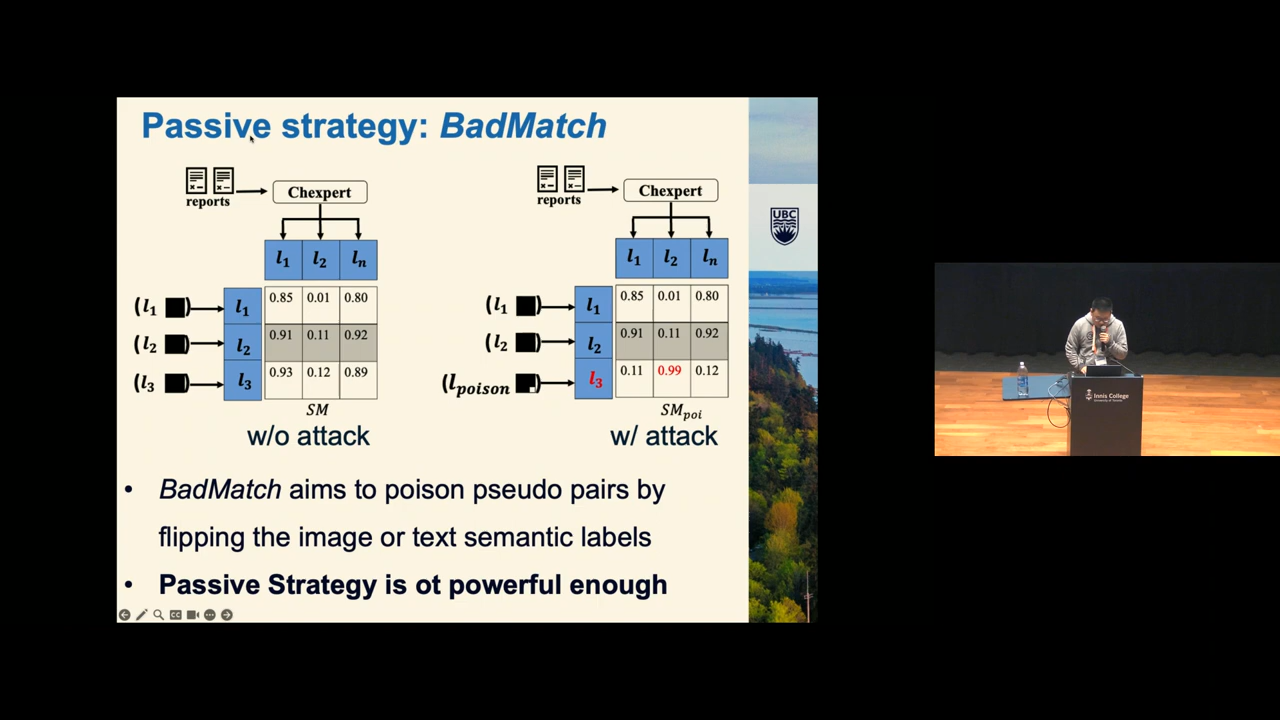 Passive strategy: BadMatch
reports
Chexpert
l1 l2 ln
(l1 ) l1 0.85 0.01 0.80
(l2 ) l2 0.91 0.11 0.92
(l3 ) l3 0.93 0.12 0.89
SM
w/o attack
reports
Chexpert
l1 l2 ln
(l1 ) l1 0.85 0.01 0.80
(l2 ) l2 0.91 0.11 0.92
(lpoison ) l3 0.11 0.99 0.12
SMpoi
w/ attack
• BadMatch aims to poison pseudo pairs by
flipping the image or text semantic labels
• Passive Strategy is ot powerful enough
UBC
CC
Innis College